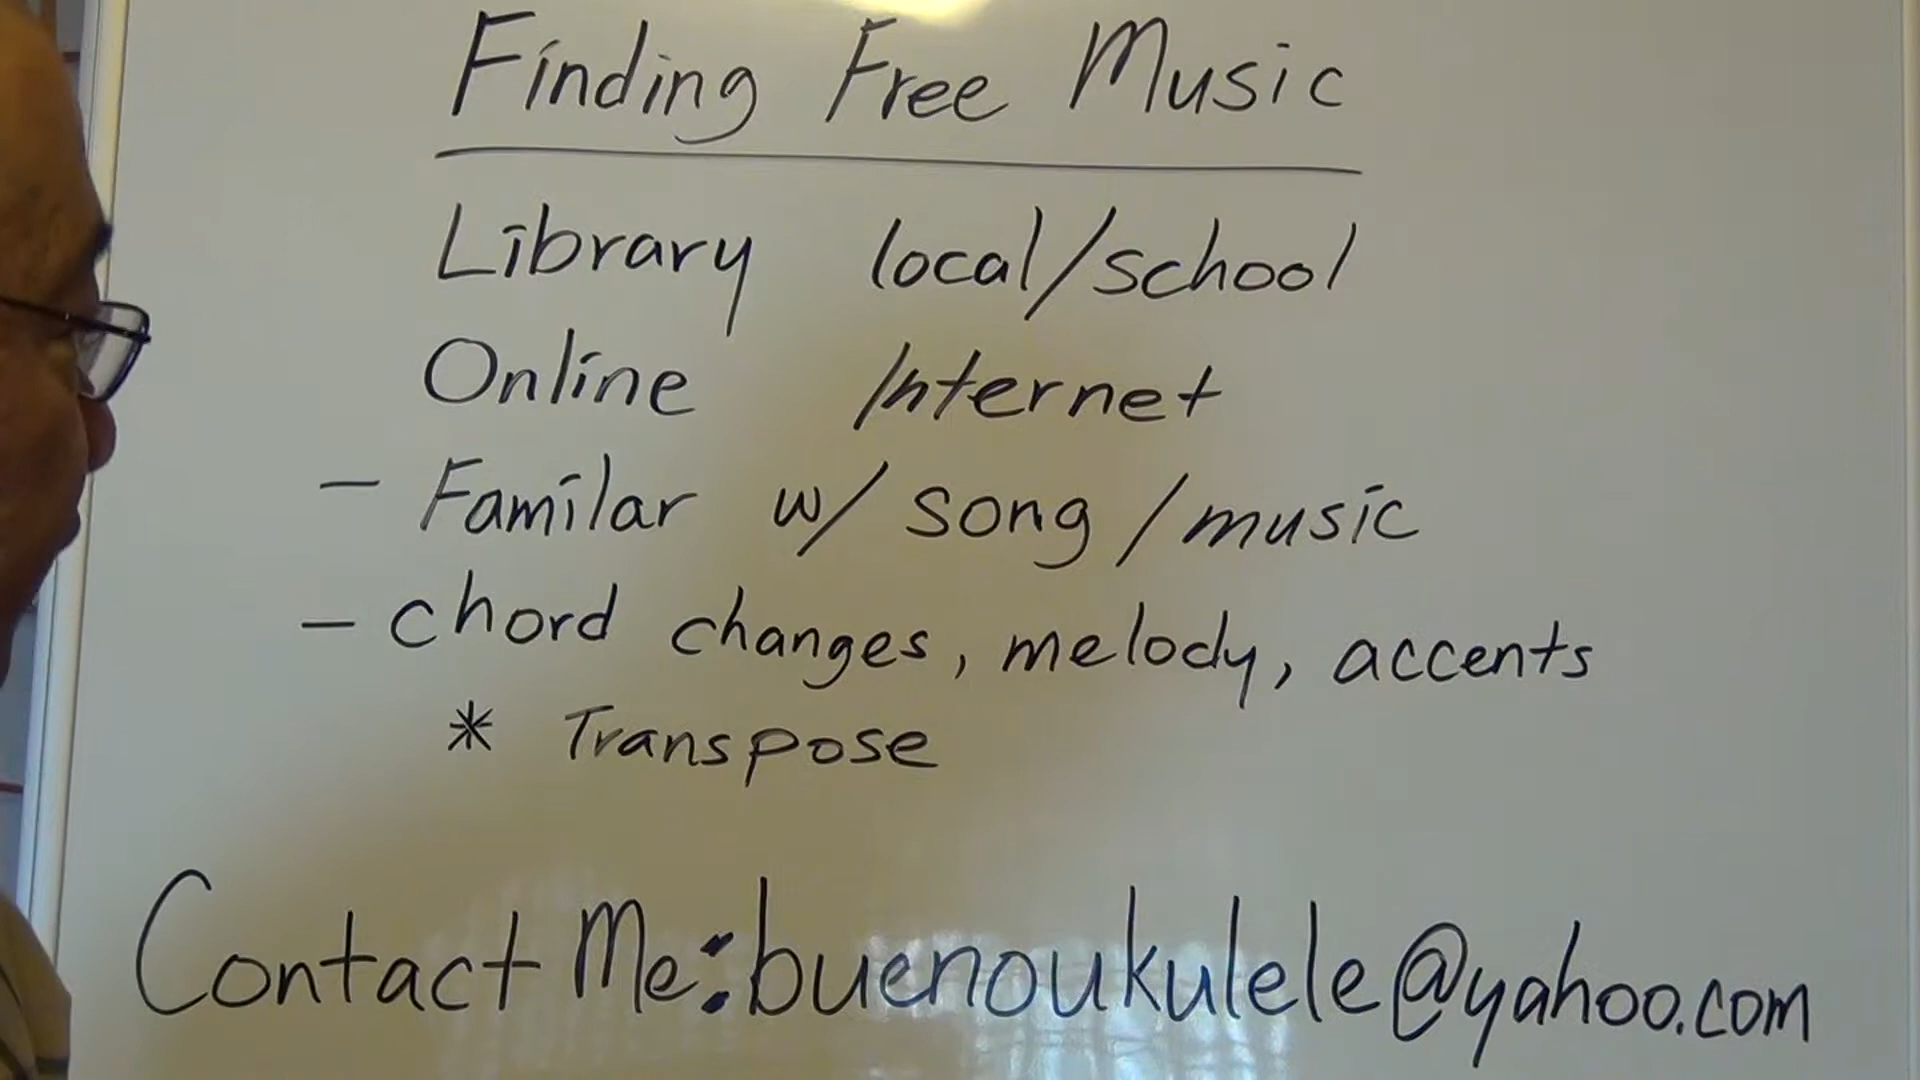 Finding Free Music
Library local/school
Online Internet
- Familar w/ song/music
- chord changes, melody, accents
* Transpose
Contact Me: buenoukulele@yahoo.com